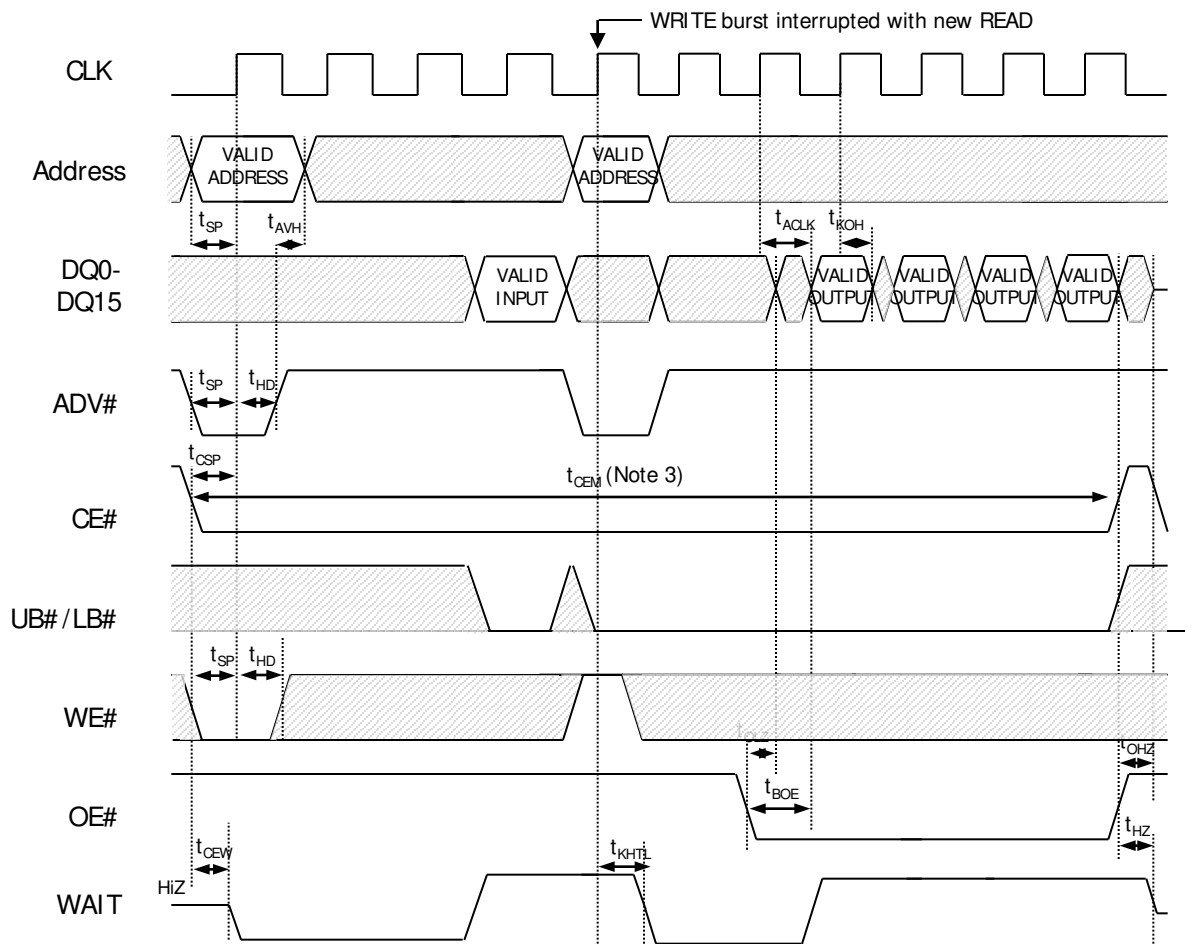 WRITE burst interrupted with new READ
CLK
Address
VALID
ADDRESS
VALID
ADDRESS
tSP
tAVH
tACLK
tKOH
DQ0-
DQ15
VALID
INPUT
VALID
OUTPUT
VALID
OUTPUT
VALID
OUTPUT
VALID
OUTPUT
ADV#
tSP
tHD
tCSP
tCEM (Note 3)
CE#
UB# / LB#
tSP
tHD
WE#
tOLZ
tOHZ
OE#
tBOE
tCEW
tKHTL
tHZ
HiZ
WAIT